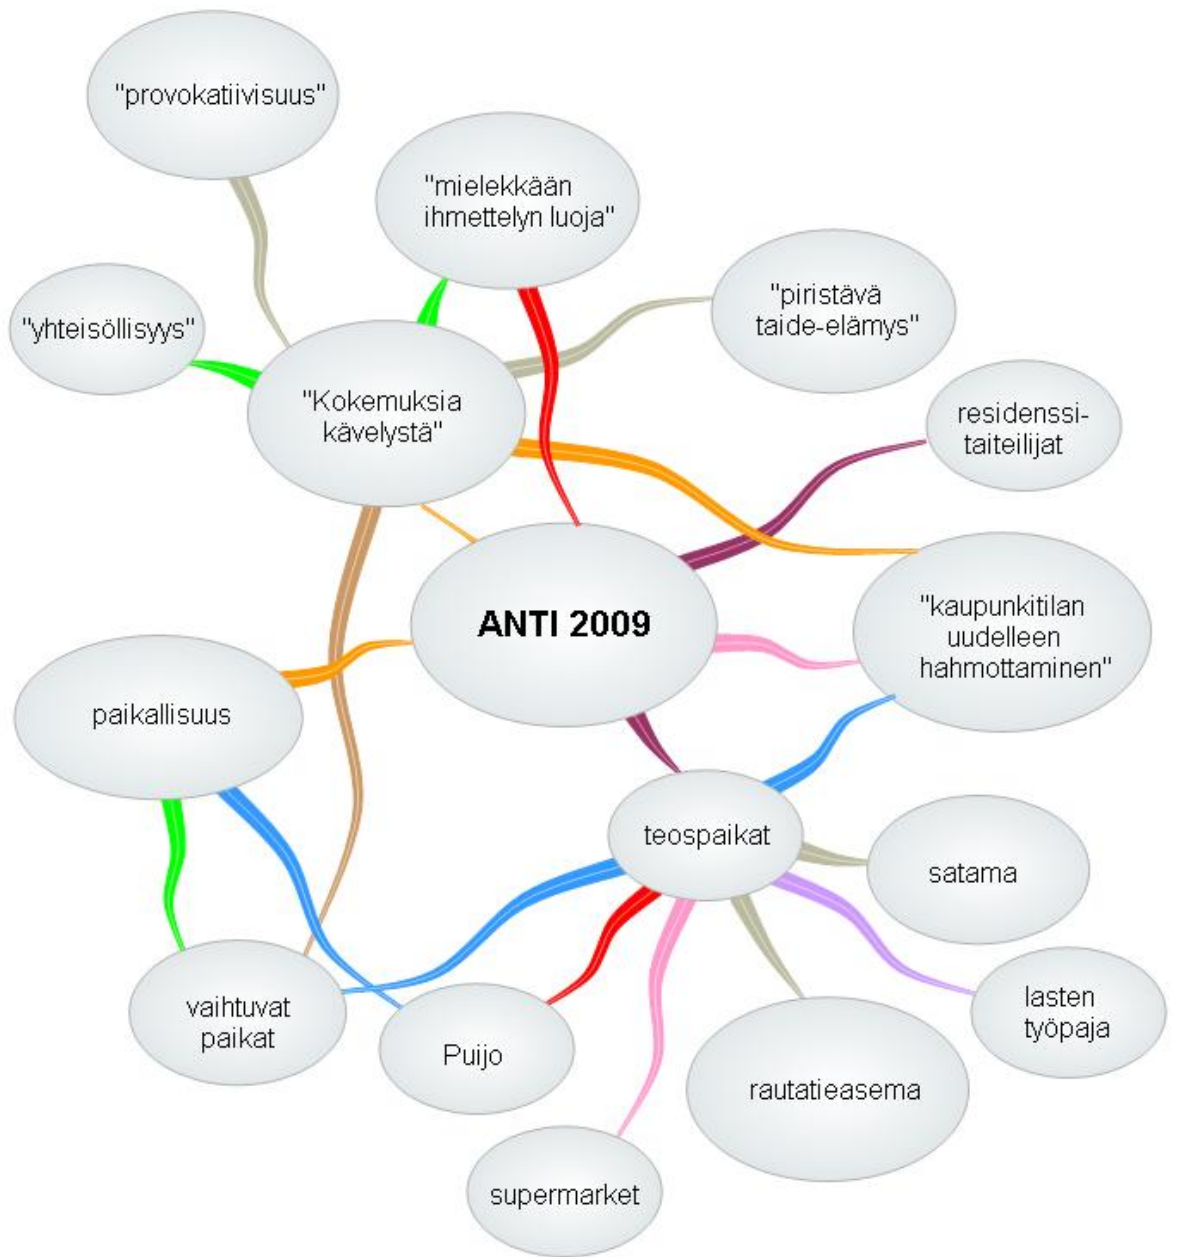 "provokatiivisuus"
"mielekkään
ihmettelyn luoja"
"yhteisöllisyys"
"piristävä
taide-elämys"
"Kokemuksia
kävelystä"
residenssi-
taiteilijat
ANTI 2009
"kaupunkitilan
uudelleen
hahmottaminen"
paikallisuus
teospaikat
satama
vaihtuvat
paikat
Puijo
lasten
työpaja
rautatieasema
supermarket